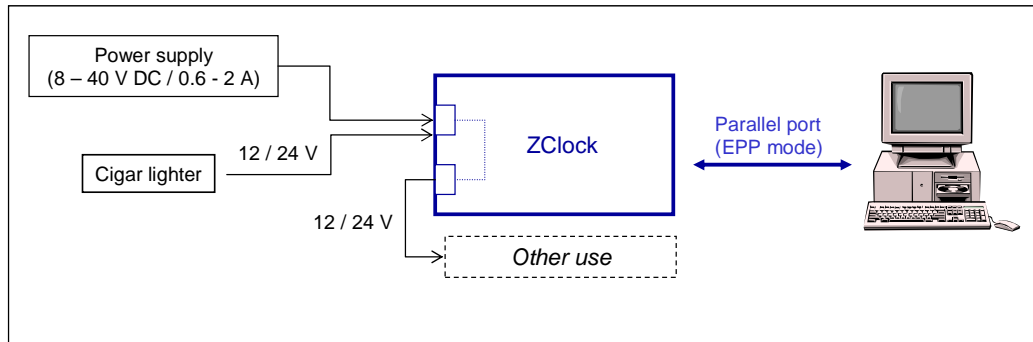 Power supply
(8 – 40 V DC / 0.6 - 2 A)
ZClock
Parallel port
(EPP mode)
12 / 24 V
Cigar lighter
12 / 24 V
Other use